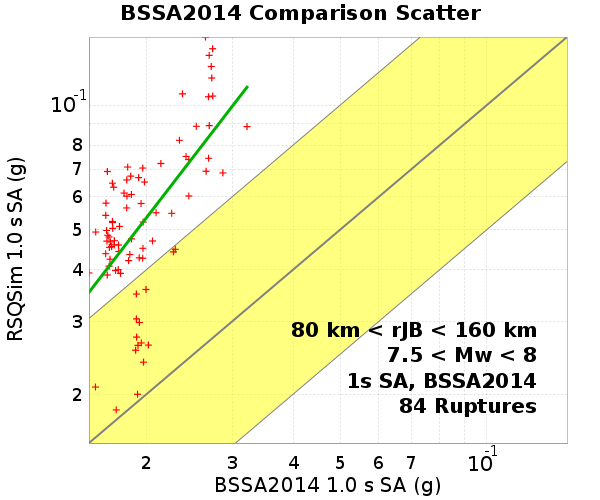 BSSA2014 Comparison Scatter
RSQSim 1.0 s SA (g)
10-1
8
7
6
5
4
3
2
80 km < rJB < 160 km
7.5 < Mw < 8
1s SA, BSSA2014
84 Ruptures
2 3 4 5 6 7 10-1
BSSA2014 1.0 s SA (g)